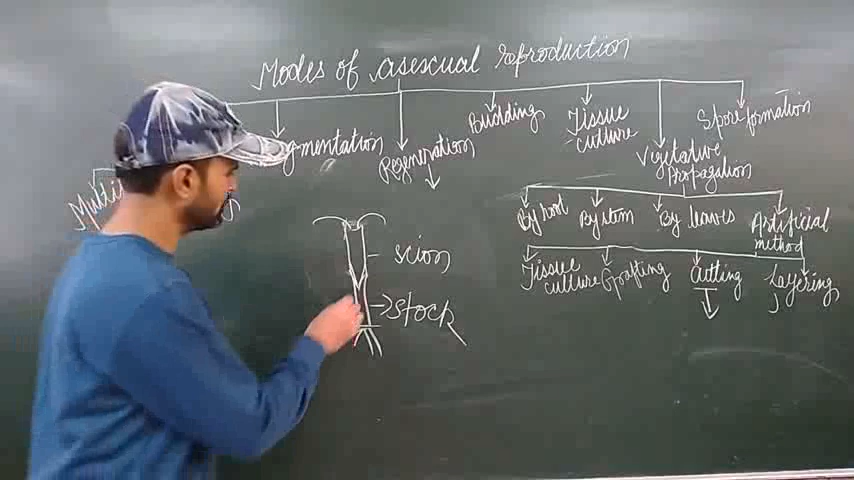 Modes of asexual reproduction
gmentation
Regeneration
Budding
Tissue
culture
Vegetative
Propagation
Spore formation
By root
By stem
By leaves
Artificial
method
Tissue
culture
Grafting
Cutting
Layering
scion
stock